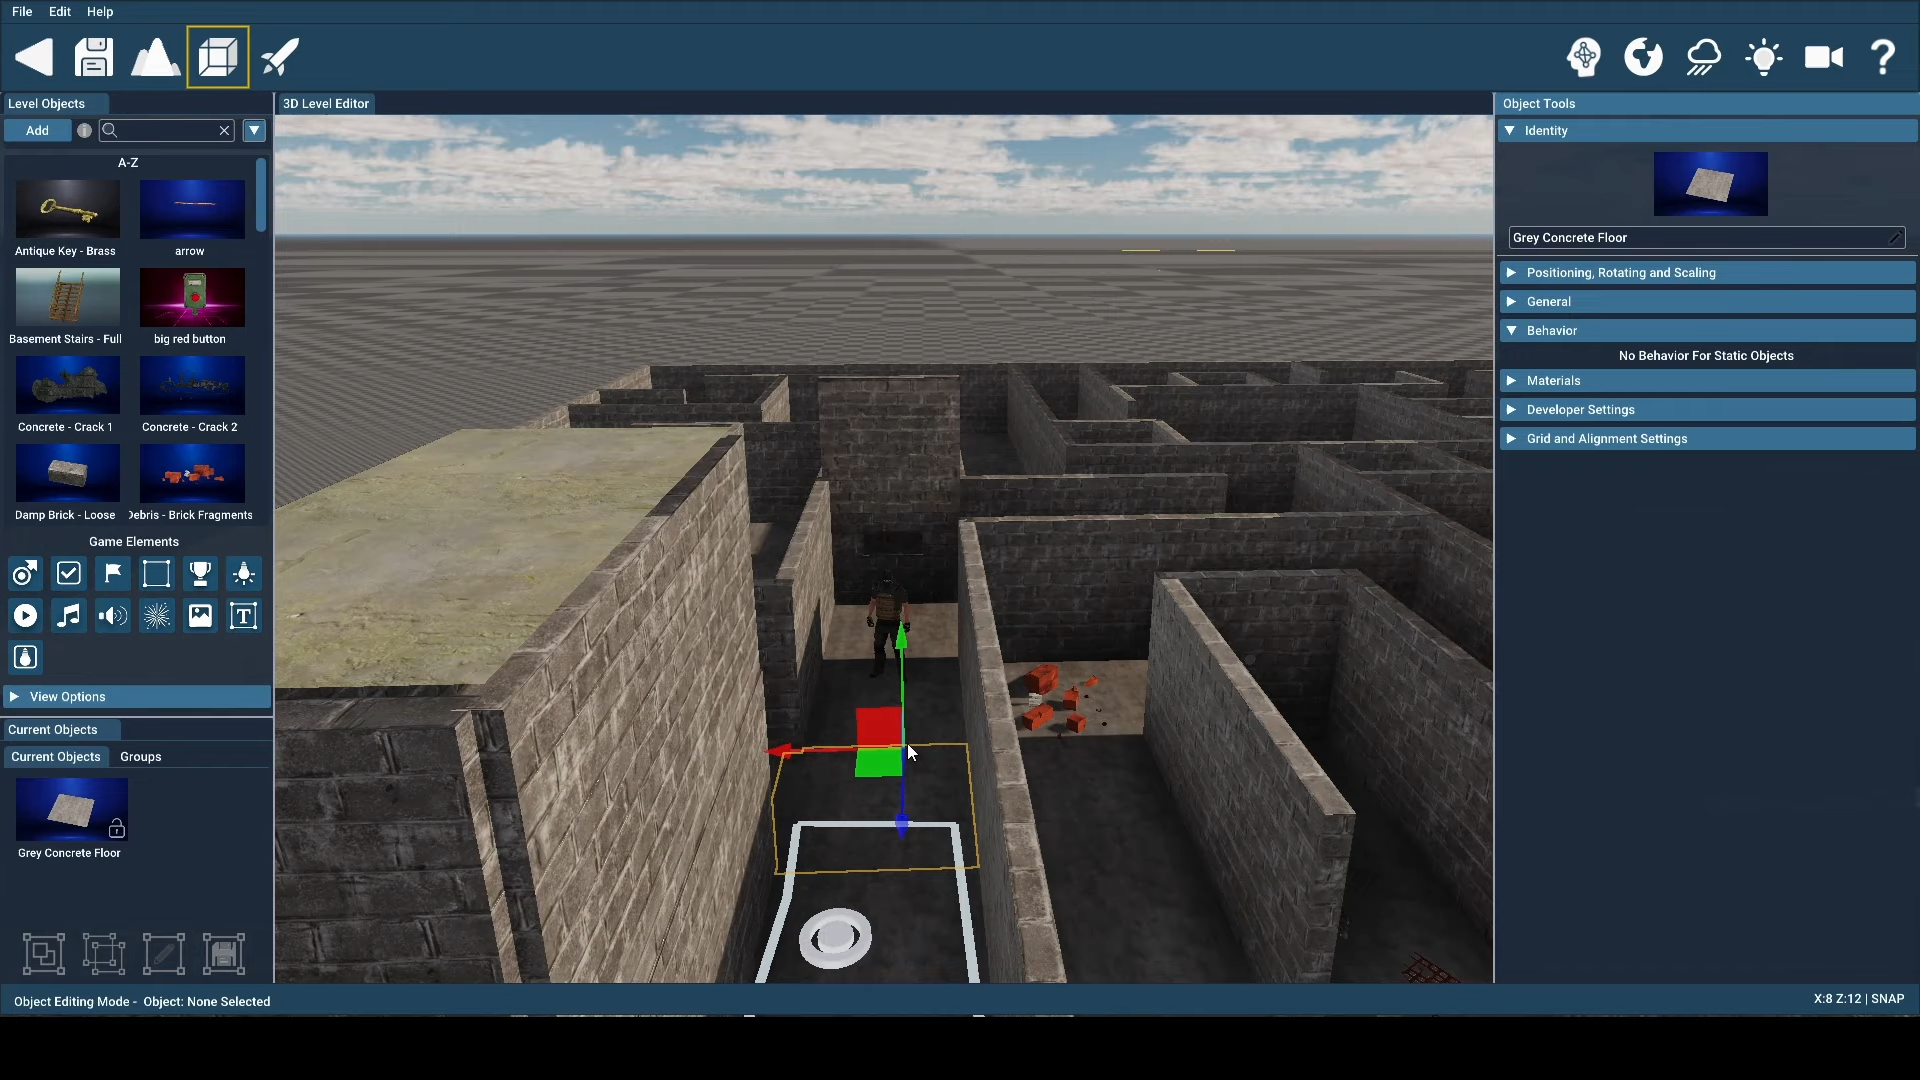 File Edit Help
Level Objects
3D Level Editor
Object Tools
Add
Identity
A-Z
Antique Key - Brass
arrow
Basement Stairs - Full
big red button
Concrete - Crack 1
Concrete - Crack 2
Damp Brick - Loose
Debris - Brick Fragments
Game Elements
T
View Options
Current Objects
Current Objects
Groups
Grey Concrete Floor
Grey Concrete Floor
Positioning, Rotating and Scaling
General
Behavior
No Behavior For Static Objects
Materials
Developer Settings
Grid and Alignment Settings
Object Editing Mode - Object: None Selected
X:8 Z:12 | SNAP